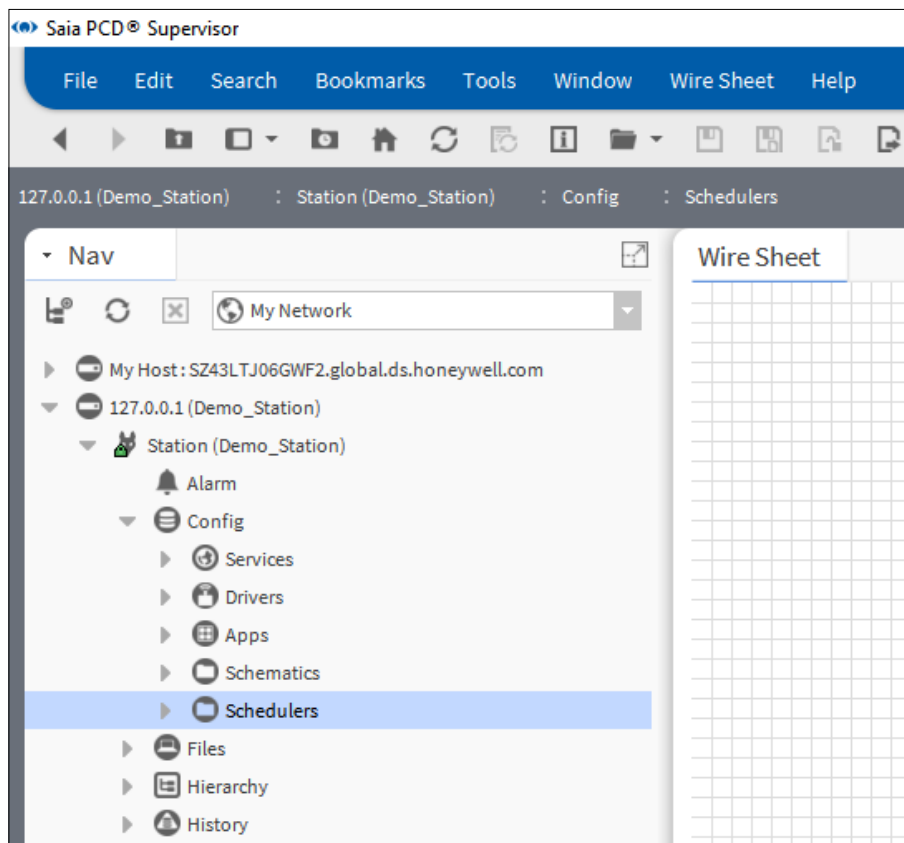 Saia PCD® Supervisor
File Edit Search Bookmarks Tools Window Wire Sheet Help
127.0.0.1 (Demo_Station) : Station (Demo_Station) : Config : Schedulers
Nav
Wire Sheet
My Network
My Host : SZ43LTJ06GWF2.global.ds.honeywell.com
127.0.0.1 (Demo_Station)
Station (Demo_Station)
Alarm
Config
Services
Drivers
Apps
Schematics
Schedulers
Files
Hierarchy
History